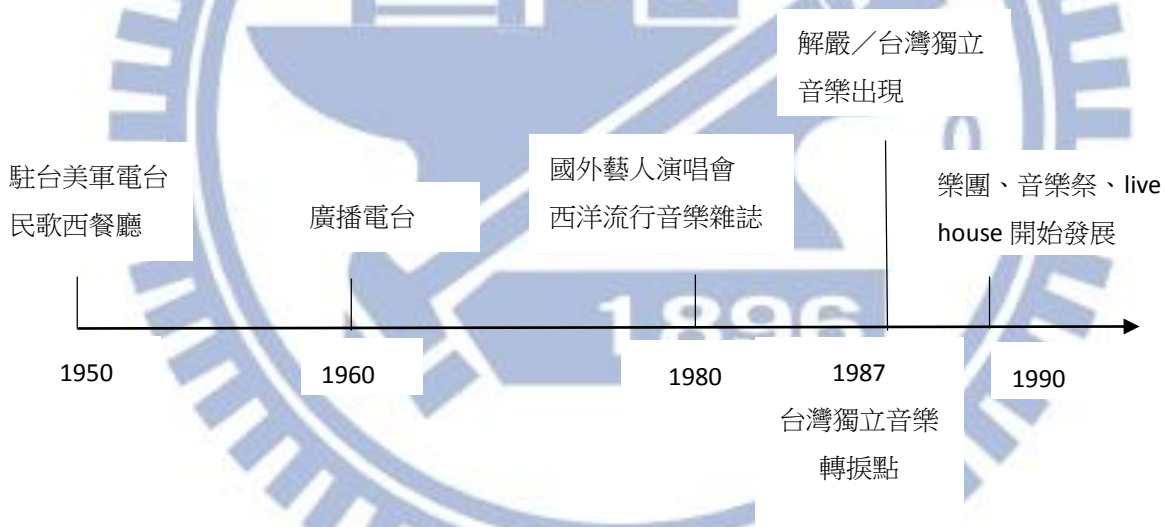 解嚴／台灣獨立
音樂出現
駐台美軍電台
民歌西餐廳
廣播電台
國外藝人演唱會
西洋流行音樂雜誌
樂團、音樂祭、live
house 開始發展
1896
1950
1960
1980
1987
1990
台灣獨立音樂
轉捩點